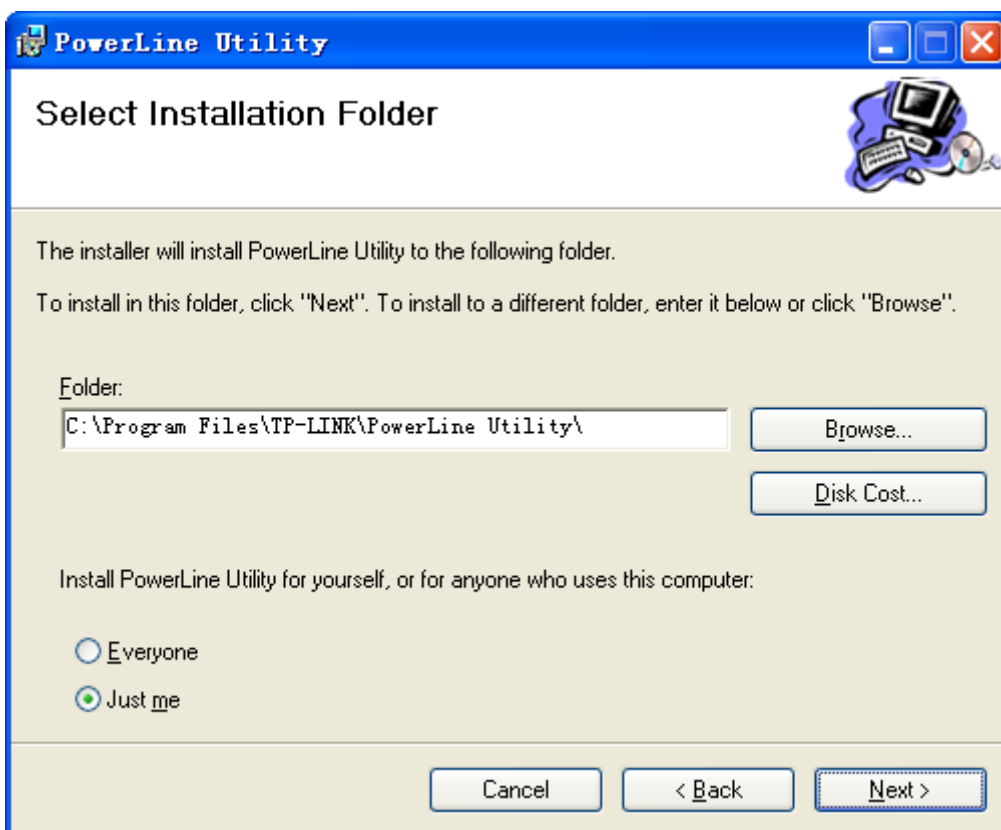 PowerLine Utility
Select Installation Folder
The installer will install PowerLine Utility to the following folder.
To install in this folder, click "Next". To install to a different folder, enter it below or click "Browse".
Folder:
C:\Program Files\TP-LINK\PowerLine Utility\
Browse...
Disk Cost...
Install PowerLine Utility for yourself, or for anyone who uses this computer:
Everyone
Just me
Cancel
< Back
Next >